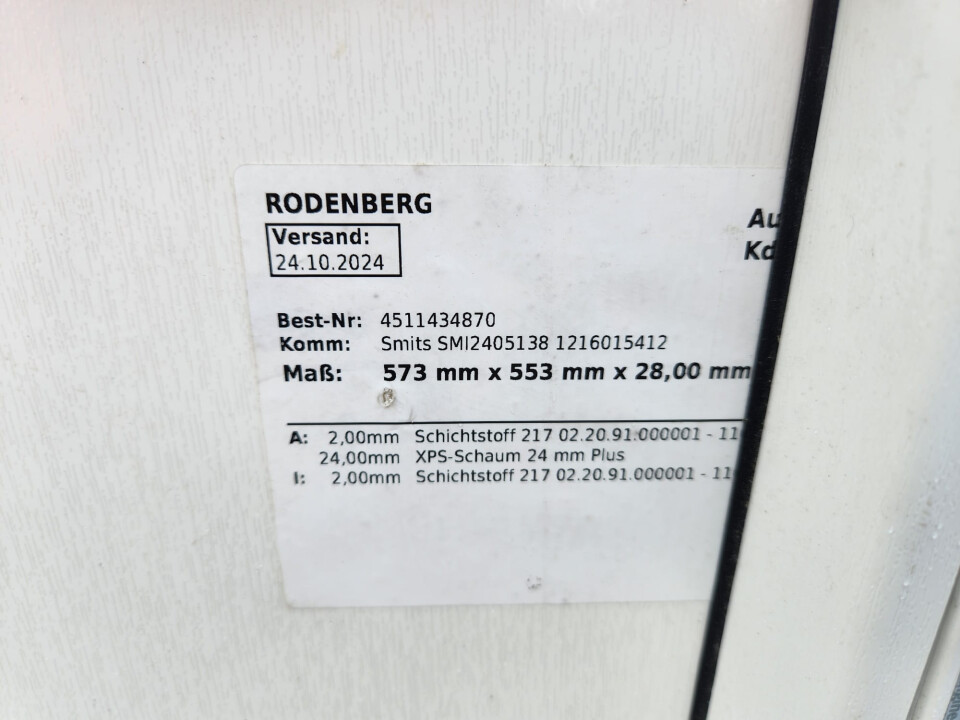 RODENBERG
Versand:
24.10.2024
Au
Kd
Best-Nr: 4511434870
Komm: Smits SMI2405138 1216015412
Maß: 573 mm x 553 mm x 28,00 mm
A: 2,00mm Schichtstoff 217 02.20.91.000001 - 11
24,00mm XPS-Schaum 24 mm Plus
I: 2,00mm Schichtstoff 217 02.20.91.000001 - 11